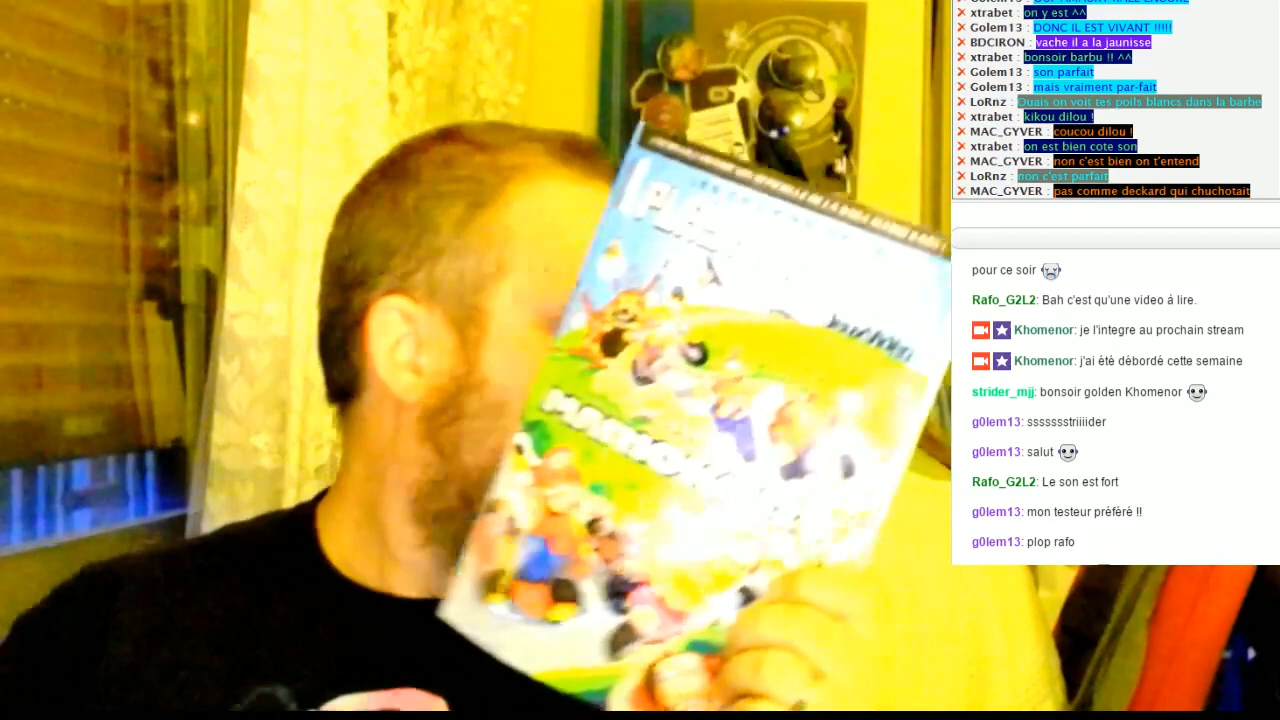 xtrabet : on y est ^^
Golem13 : DONC IL EST VIVANT !!!!!
BDCIRON : vache il a la jaunisse
xtrabet : bonsoir barbu !! ^^
Golem13 : son parfait
Golem13 : mais vraiment par-fait
LoRnz : Ouais on voit tes poils blancs dans la barbe
xtrabet : kikou dilou !
MAC_GYVER : coucou dilou !
xtrabet : on est bien cote son
MAC_GYVER : non c'est bien on t'entend
LoRnz : non c'est parfait
MAC_GYVER : pas comme deckard qui chuchotait
pour ce soir
Rafo_G2L2: Bah c'est qu'une video à lire.
Khomenor: je l'integre au prochain stream
Khomenor: j'ai été débordé cette semaine
strider_mjj: bonsoir golden Khomenor
g0lem13: sssssssstriiiider
g0lem13: salut
Rafo_G2L2: Le son est fort
g0lem13: mon testeur préféré !!
g0lem13: plop rafo